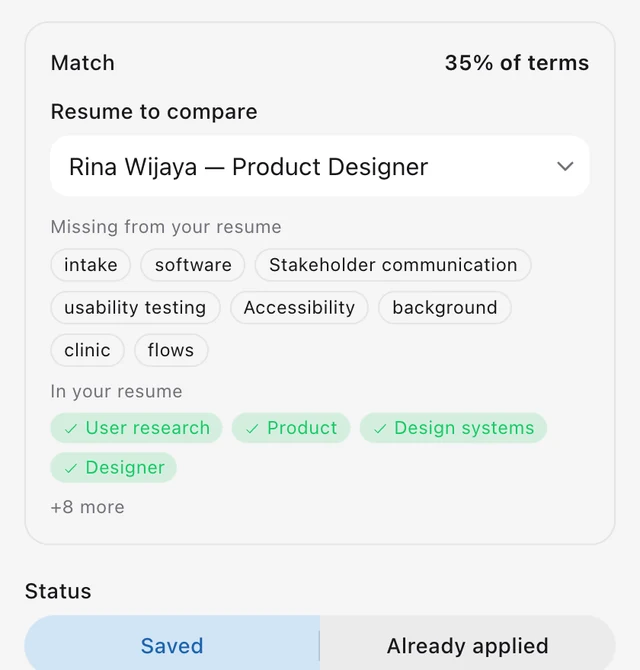 Match 35% of terms
Resume to compare
Rina Wijaya — Product Designer
Missing from your resume
intake software Stakeholder communication
usability testing Accessibility background
clinic flows
In your resume
✓ User research ✓ Product ✓ Design systems
✓ Designer
+8 more
Status
Saved Already applied